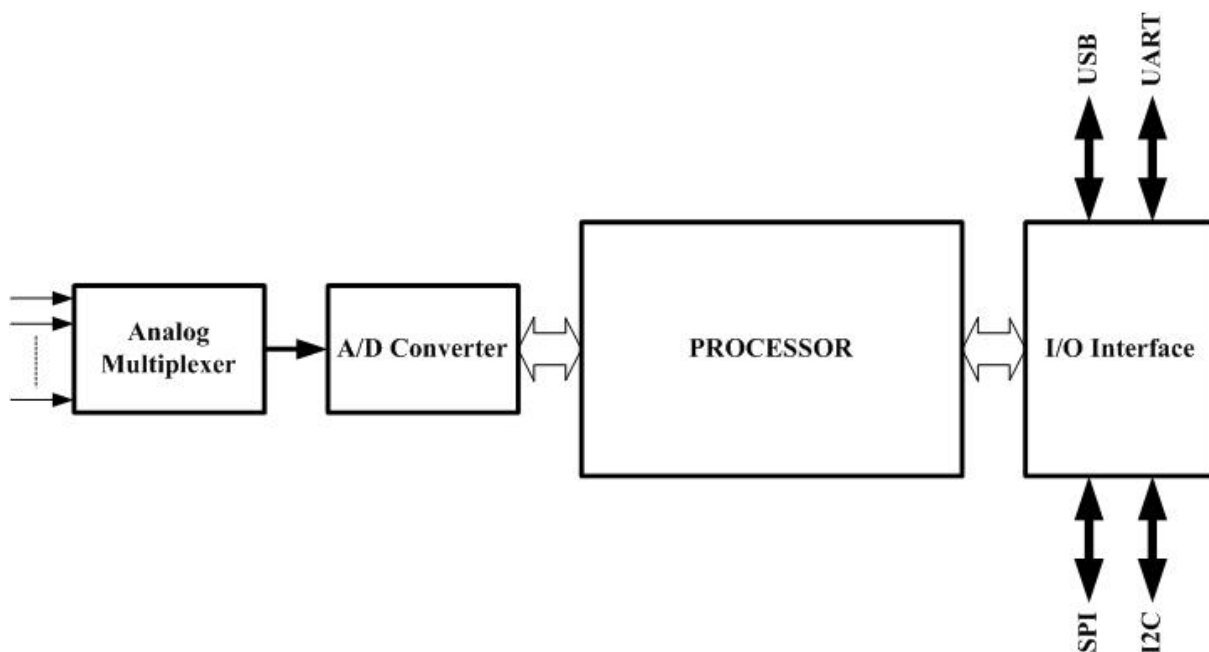 USB
UART
Analog
Multiplexer
A/D Converter
PROCESSOR
I/O Interface
SPI
I2C